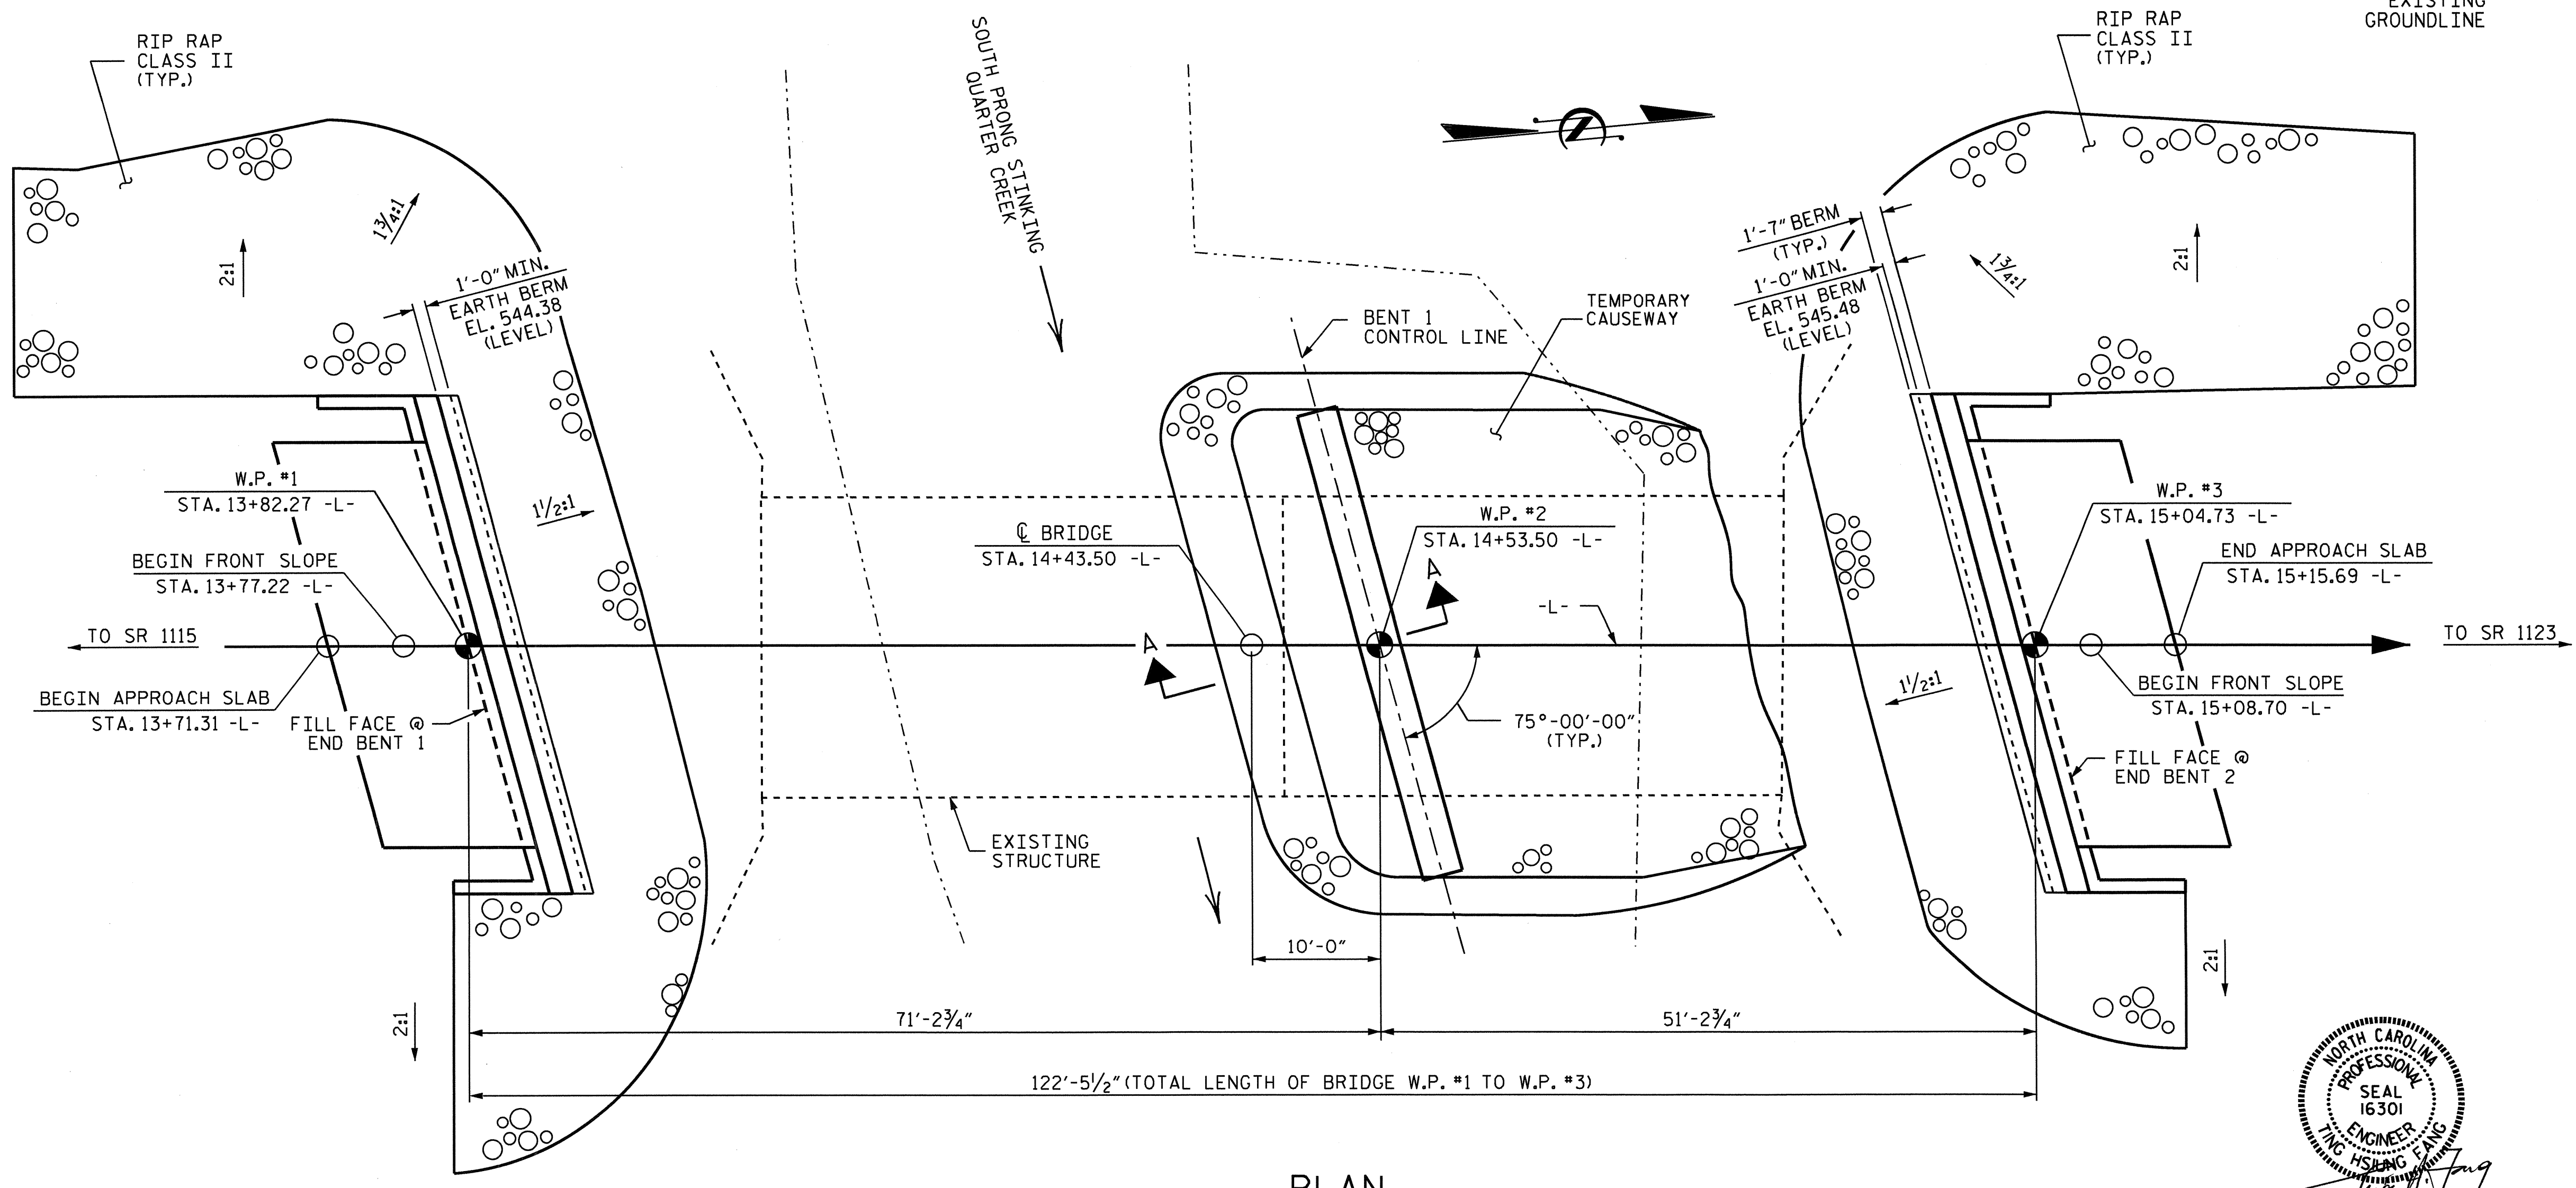 EXISTING
GROUNDLINE
RIP RAP
CLASS II
(TYP.)
RIP RAP
CLASS II
(TYP.)
SOUTH PRONG STINKING
QUARTER CREEK
1¾:1
2:1
1'-0" MIN.
EARTH BERM
EL. 544.38
(LEVEL)
1'-7" BERM
(TYP.)
1'-0" MIN.
EARTH BERM
EL. 545.48
(LEVEL)
1¾:1
2:1
BENT 1
CONTROL LINE
TEMPORARY
CAUSEWAY
W.P. #1
STA. 13+82.27 -L-
1½:1
BEGIN FRONT SLOPE
STA. 13+77.22 -L-
℄ BRIDGE
STA. 14+43.50 -L-
W.P. #2
STA. 14+53.50 -L-
W.P. #3
STA. 15+04.73 -L-
END APPROACH SLAB
STA. 15+15.69 -L-
A
-L-
TO SR 1115
A
TO SR 1123
BEGIN APPROACH SLAB
STA. 13+71.31 -L-
FILL FACE @
END BENT 1
75°-00'-00"
(TYP.)
1½:1
BEGIN FRONT SLOPE
STA. 15+08.70 -L-
FILL FACE @
END BENT 2
EXISTING
STRUCTURE
10'-0"
2:1
2:1
71'-2¾"
51'-2¾"
122'-5½" (TOTAL LENGTH OF BRIDGE W.P. #1 TO W.P. #3)
NORTH CAROLINA
PROFESSIONAL
SEAL
16301
ENGINEER
TING HSIUNG FANG
PLAN